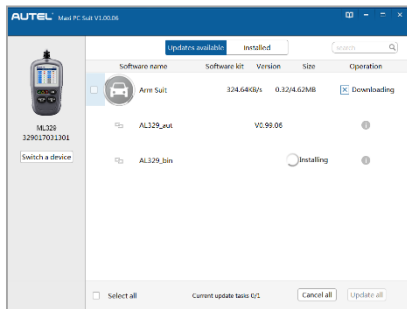 AUTEL Maxi PC Suit V1.00.06
Updates available Installed search
Software name Software kit Version Size Operation
Arm Suit 324.64KB/s 0.32/4.62MB Downloading
ML329
329017031301
AL329_aut V0.99.06
Switch a device
AL329_bin Installing
Select all Current update tasks 0/1 Cancel all Update all